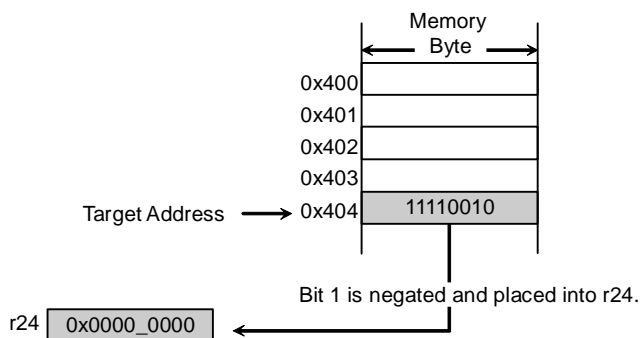 Memory
Byte
0x400
0x401
0x402
0x403
Target Address 0x404 11110010
Bit 1 is negated and placed into r24.
r24 0x0000_0000